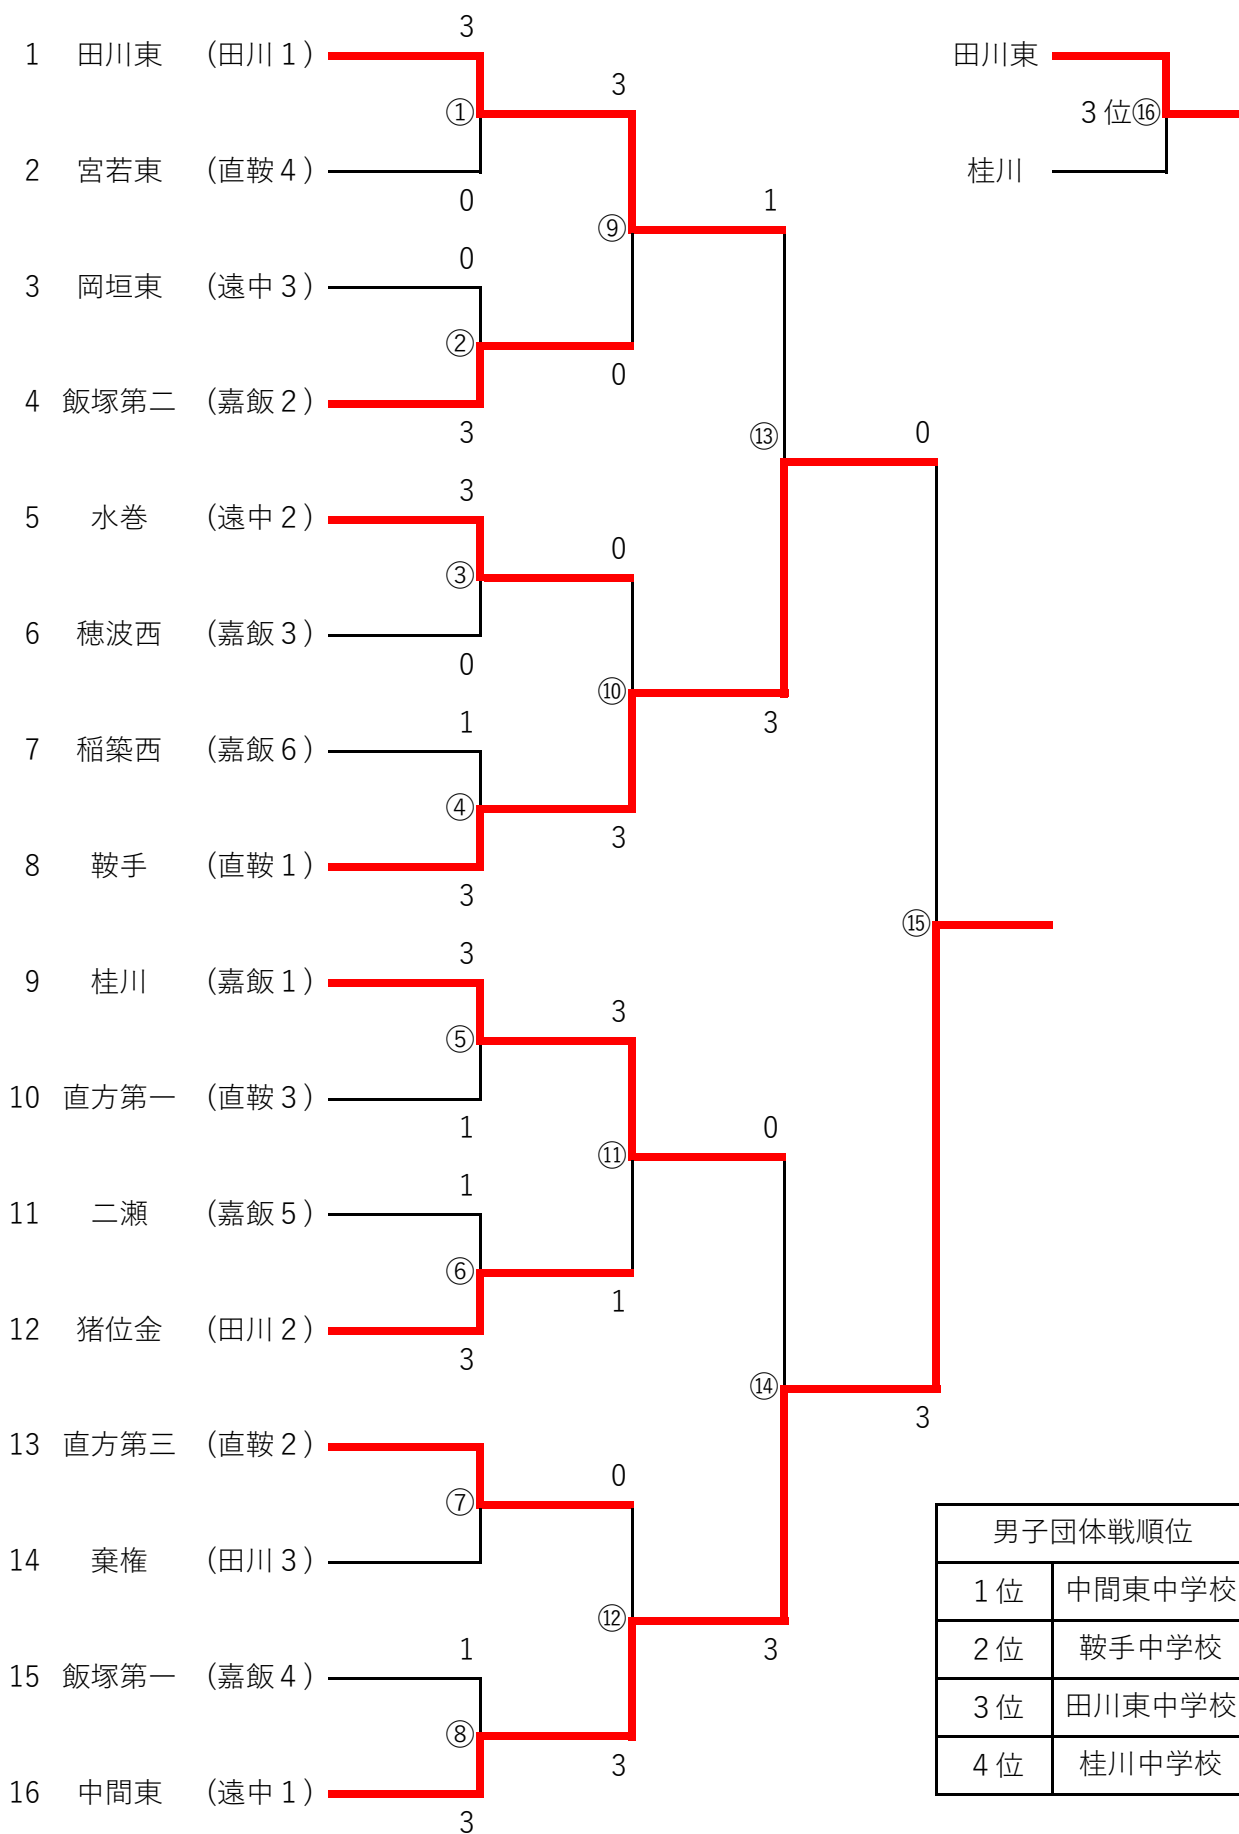 3
1 田川東 （田川１）
①
3
2 宮若東 （直鞍４）
0
⑨
1
0
3 岡垣東 （遠中３）
②
0
4 飯塚第二 （嘉飯２）
3
⑬
0
3
5 水巻 （遠中２）
③
0
6 穂波西 （嘉飯３）
0
⑩
3
1
7 稲築西 （嘉飯６）
④
3
8 鞍手 （直鞍１）
3
⑮
3
9 桂川 （嘉飯１）
⑤
3
10 直方第一 （直鞍３）
1
⑪
0
1
11 二瀬 （嘉飯５）
⑥
1
12 猪位金 （田川２）
3
⑭
3
13 直方第三 （直鞍２）
⑦
0
14 棄権 （田川３）
⑫
3
1
15 飯塚第一 （嘉飯４）
⑧
3
16 中間東 （遠中１）
3
田川東
３位⑯
桂川
男子団体戦順位
１位 中間東中学校
２位 鞍手中学校
３位 田川東中学校
４位 桂川中学校